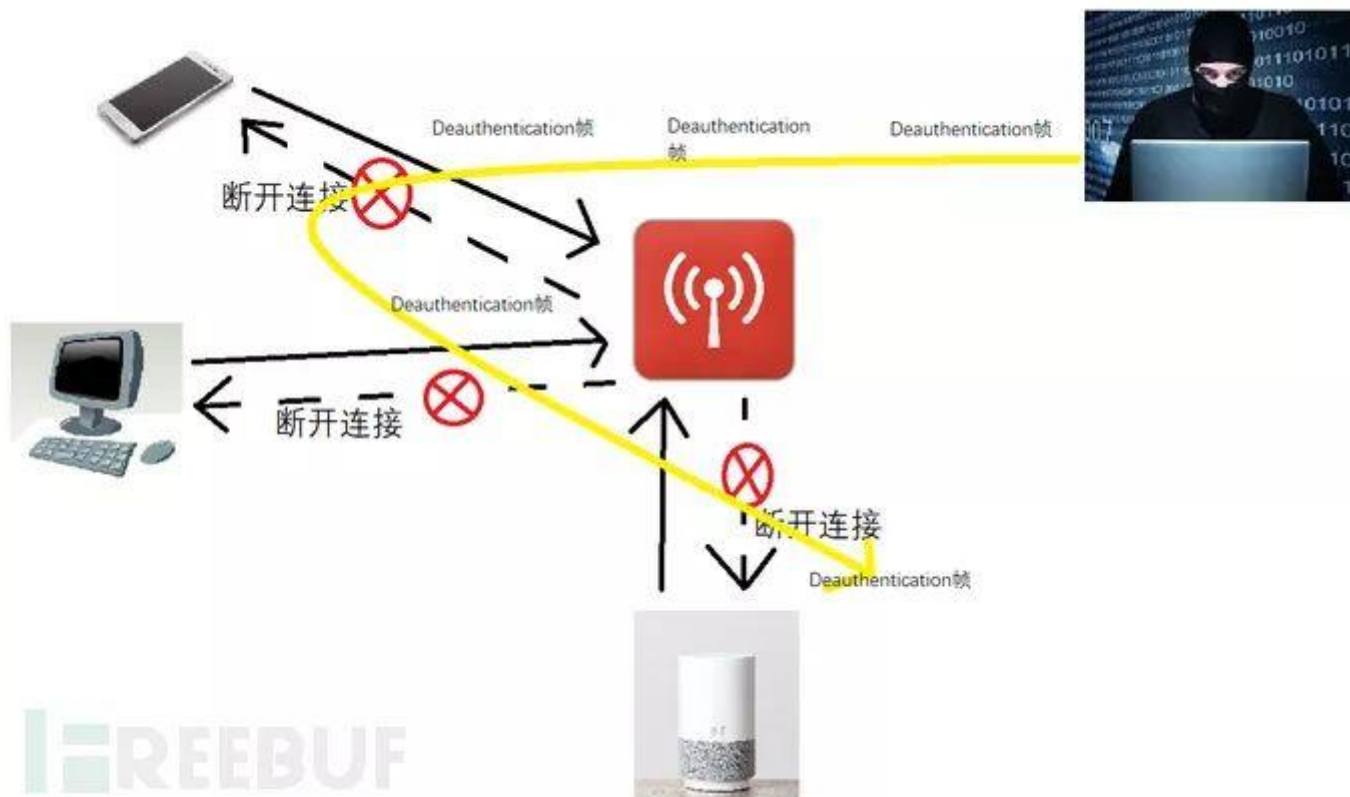 Deauthentication帧
Deauthentication
帧
Deauthentication帧
断开连接
Deauthentication帧
断开连接
断开连接
Deauthentication帧
REEBUF